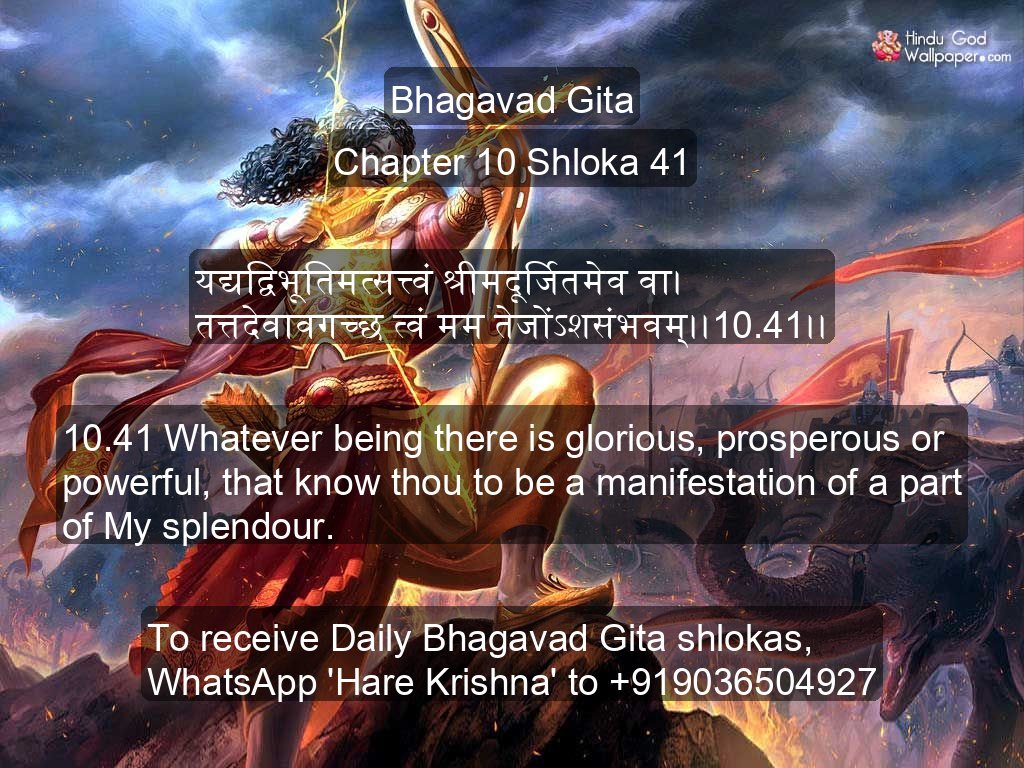 Hindu God
Wallpaper.com
Bhagavad Gita
Chapter 10 Shloka 41
यद्यद्विभूतिमत्सत्त्वं श्रीमदूर्जितमेव वा।
तत्तदेवावगच्छ त्वं मम तेजोंऽशसंभवम्।।10.41।।
10.41 Whatever being there is glorious, prosperous or
powerful, that know thou to be a manifestation of a part
of My splendour.
To receive Daily Bhagavad Gita shlokas,
WhatsApp 'Hare Krishna' to +919036504927